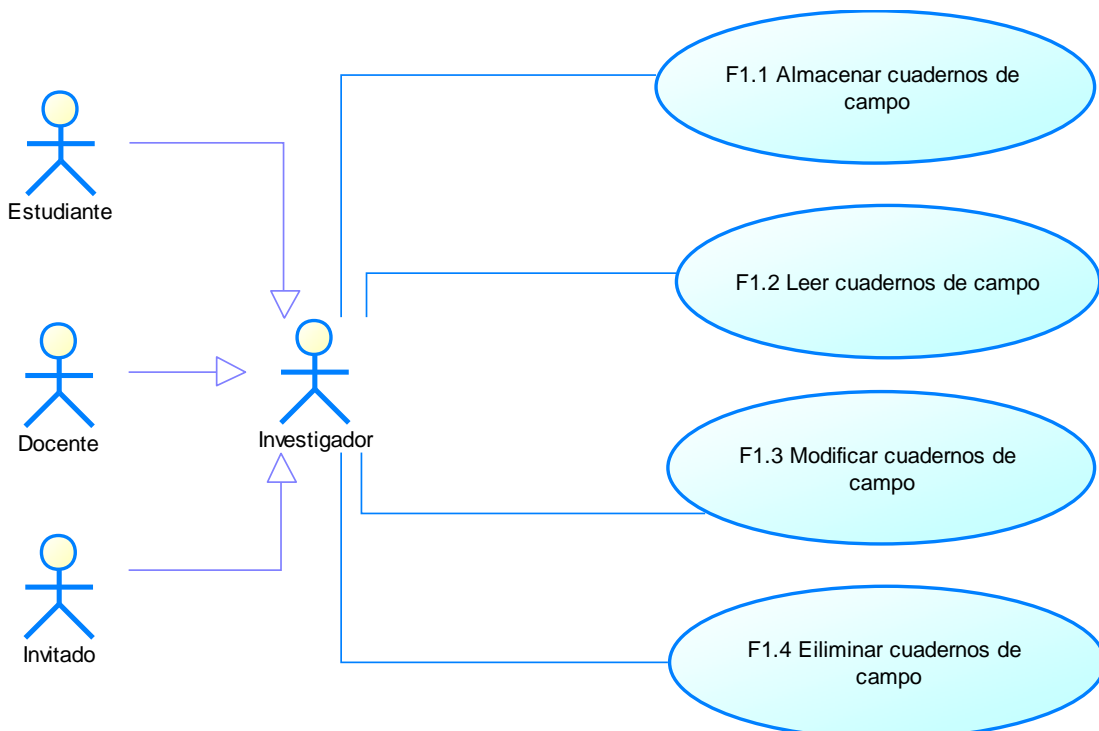 F1.1 Almacenar cuadernos de
campo
Estudiante
F1.2 Leer cuadernos de campo
Docente
Investigador
F1.3 Modificar cuadernos de
campo
Invitado
F1.4 Eiliminar cuadernos de
campo